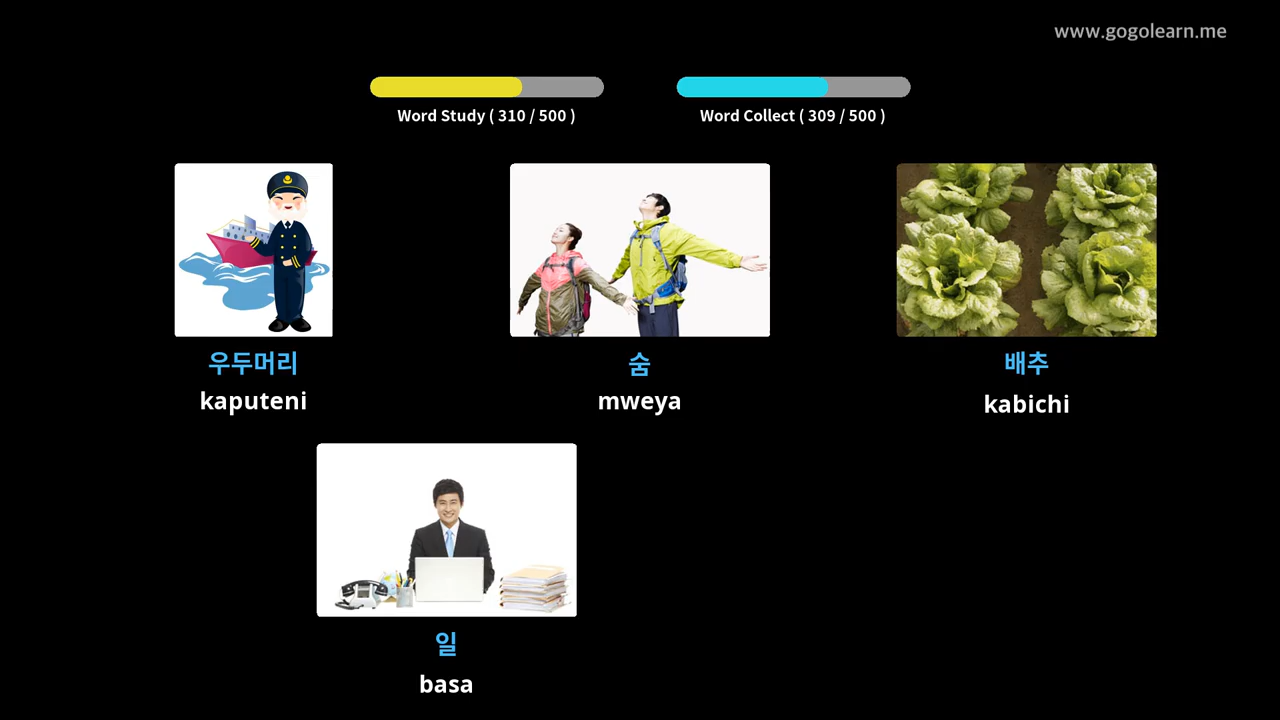 www.gogolearn.me
Word Study ( 310 / 500 )
Word Collect ( 309 / 500 )
우두머리
kaputeni
숨
mweya
배추
kabichi
일
basa